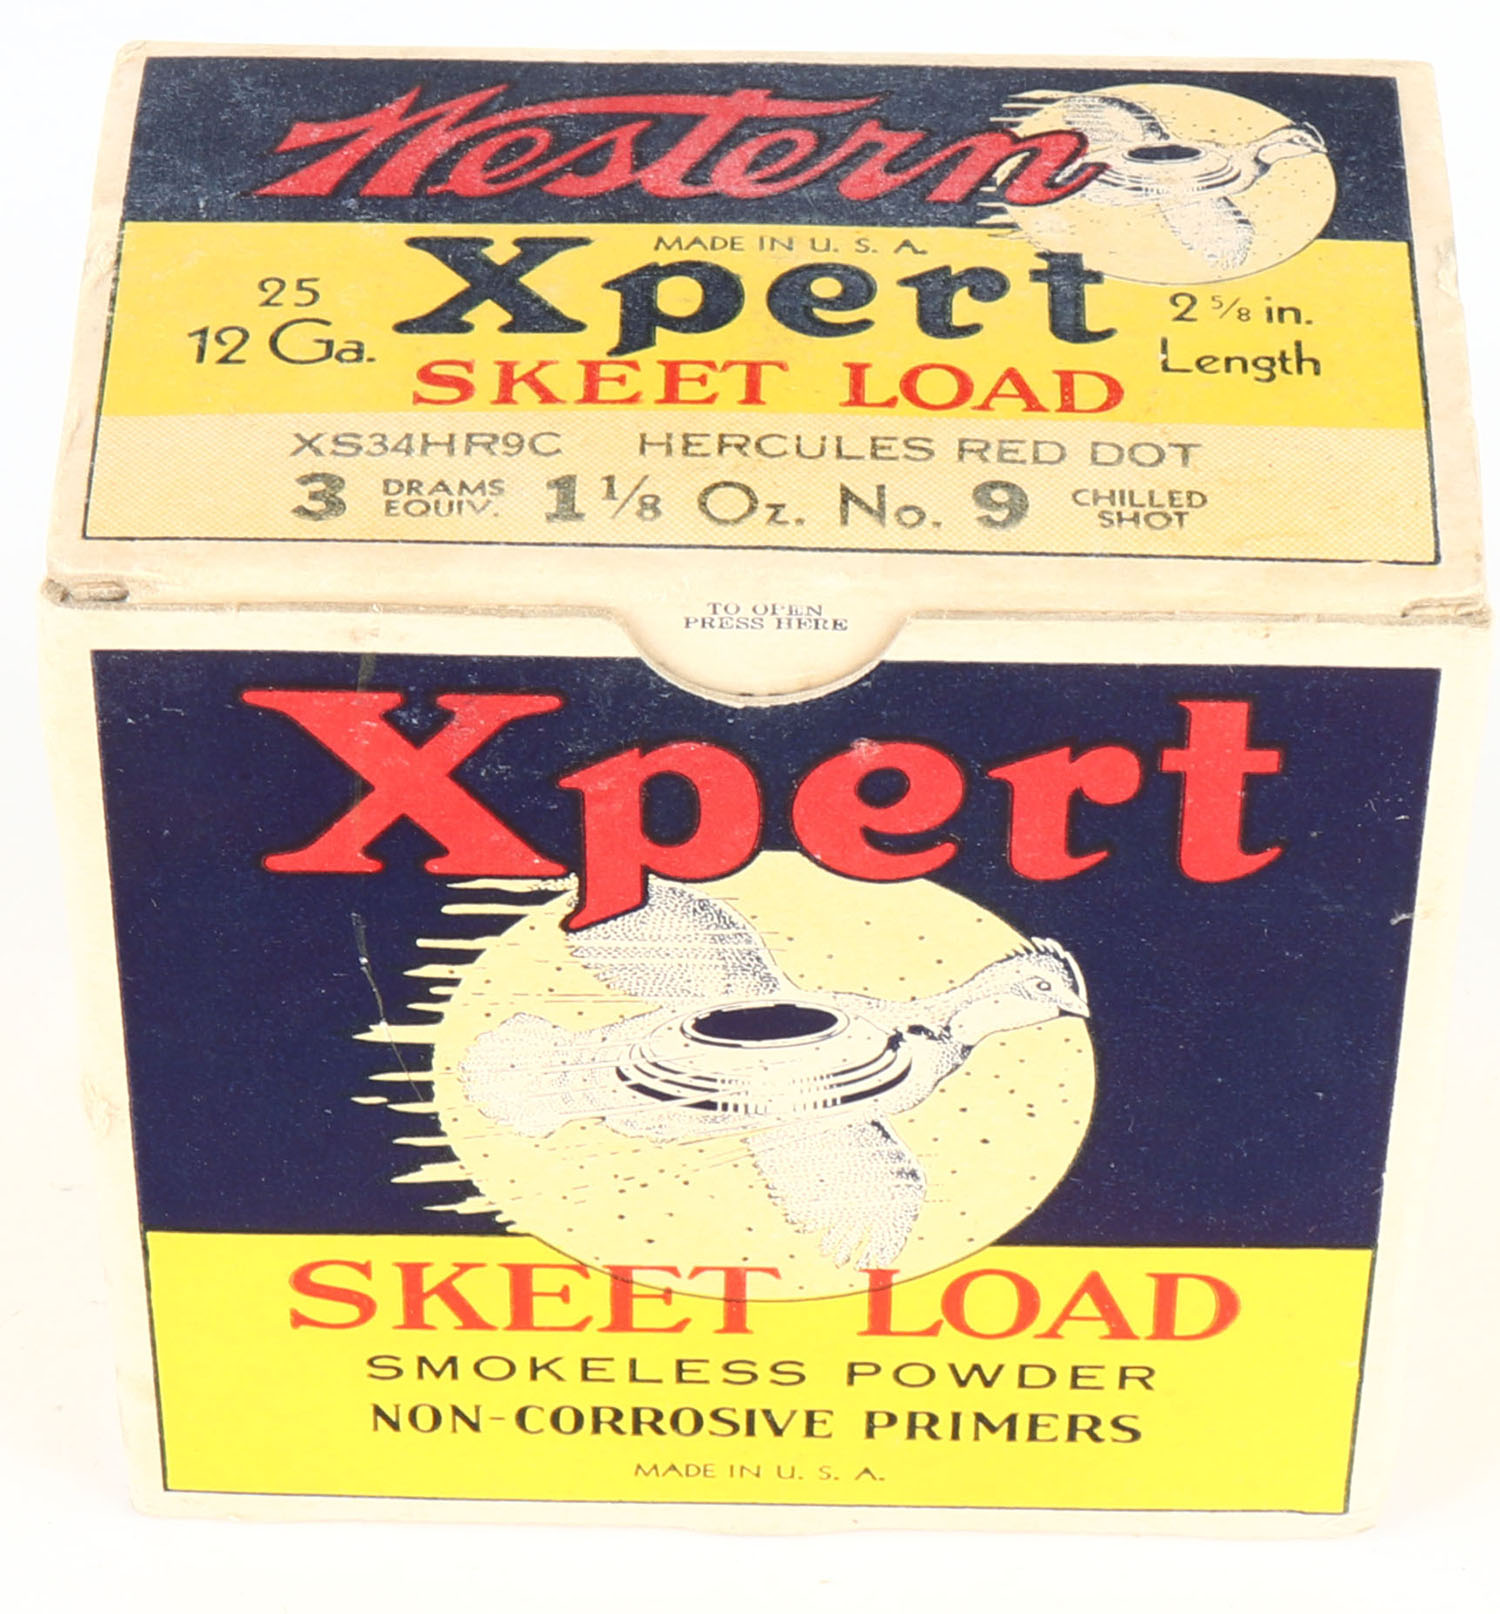 Western
MADE IN U. S. A.
25
12 Ga.
Xpert
2 5/8 in.
Length
SKEET LOAD
XS34HR9C HERCULES RED DOT
3 DRAMS EQUIV. 1 1/8 Oz. No. 9 CHILLED SHOT
TO OPEN
PRESS HERE
Xpert
SKEET LOAD
SMOKELESS POWDER
NON-CORROSIVE PRIMERS
MADE IN U. S. A.